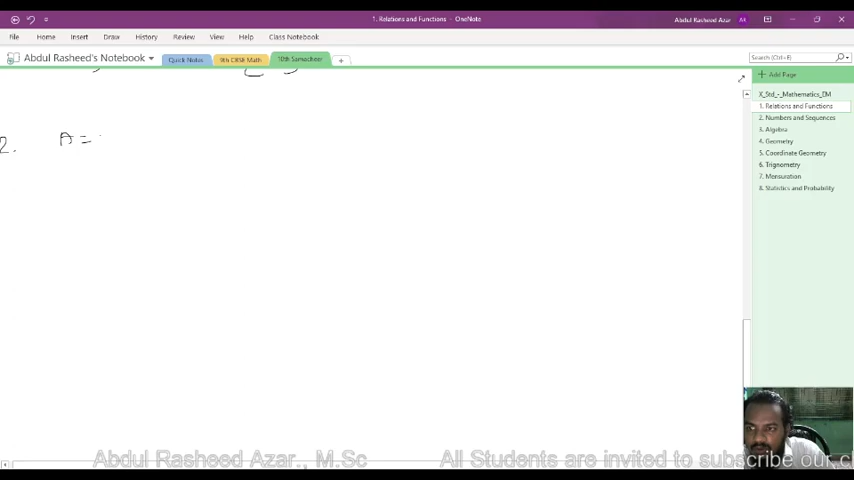 1. Relations and Functions - OneNote
Abdul Rasheed Azar
AR
File Home Insert Draw History Review View Help Class Notebook
Abdul Rasheed's Notebook
Quick Notes
9th CBSE Math
10th Samacheer
Search (Ctrl+E)
Add Page
X_Std_-_Mathematics_EM
1. Relations and Functions
2. Numbers and Sequences
3. Algebra
4. Geometry
5. Coordinate Geometry
6. Trignometry
7. Mensuration
8. Statistics and Probability
2. A =
Abdul Rasheed Azar., M.Sc All Students are invited to subscribe our